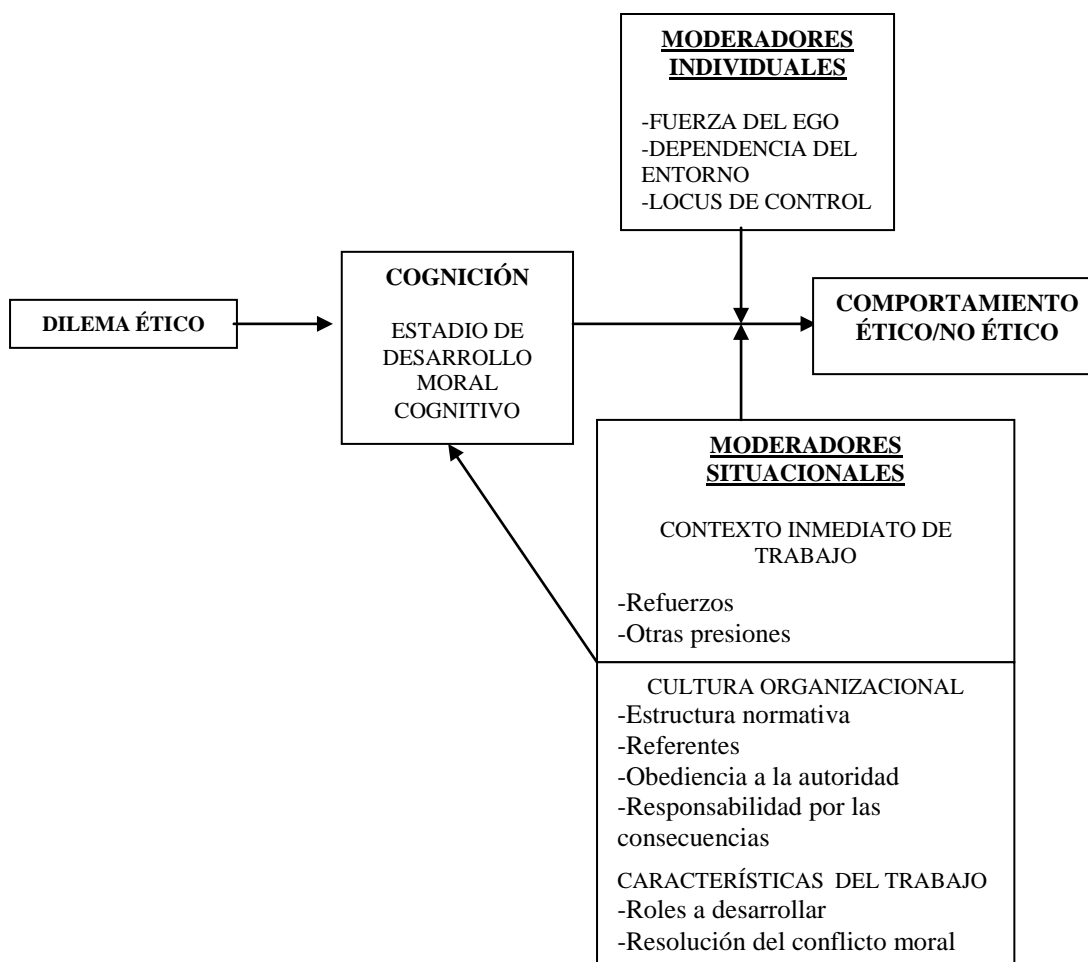 MODERADORES
INDIVIDUALES
-FUERZA DEL EGO
-DEPENDENCIA DEL
ENTORNO
-LOCUS DE CONTROL
DILEMA ÉTICO
COGNICIÓN
ESTADIO DE
DESARROLLO
MORAL
COGNITIVO
COMPORTAMIENTO
ÉTICO/NO ÉTICO
MODERADORES
SITUACIONALES
CONTEXTO INMEDIATO DE
TRABAJO
-Refuerzos
-Otras presiones
CULTURA ORGANIZACIONAL
-Estructura normativa
-Referentes
-Obediencia a la autoridad
-Responsabilidad por las
consecuencias
CARACTERÍSTICAS DEL TRABAJO
-Roles a desarrollar
-Resolución del conflicto moral